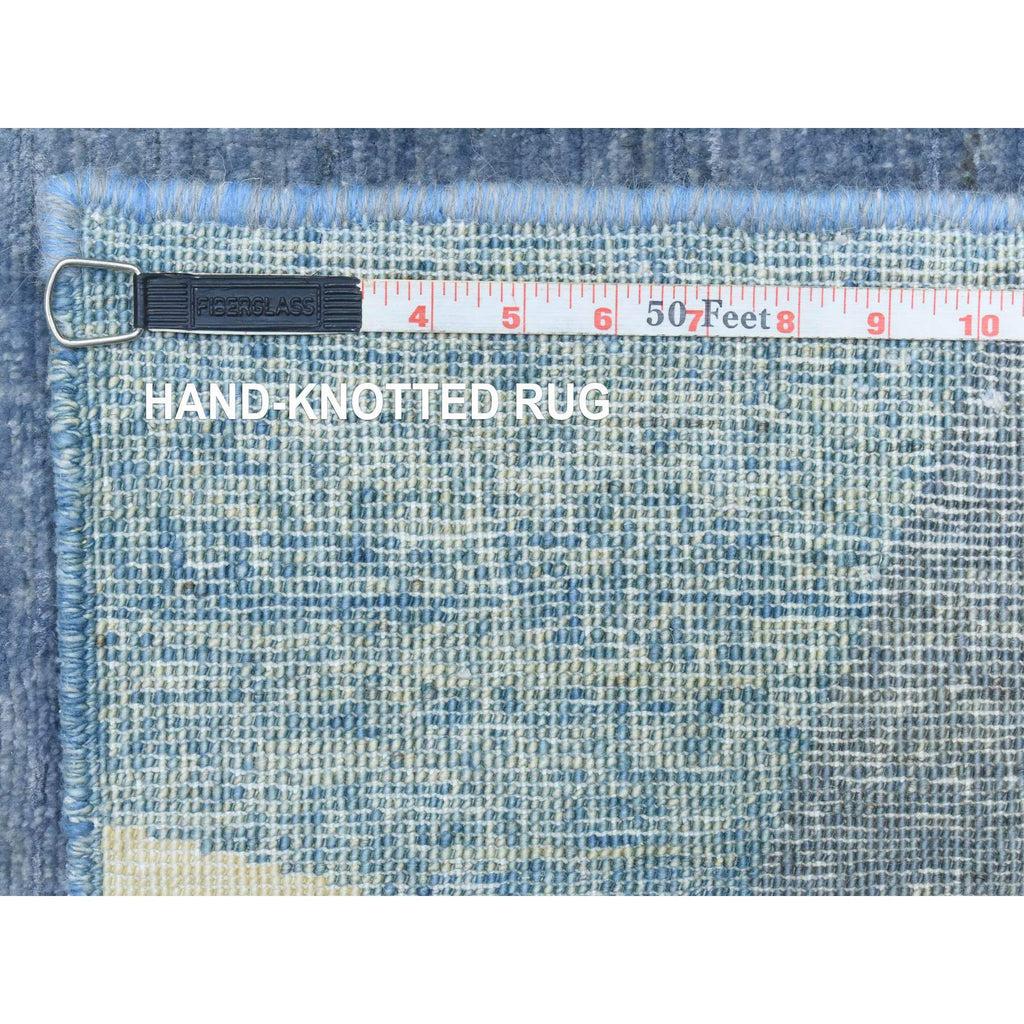 FIBERGLASS
4 5 6 50 Feet 7 8 9 10
HAND-KNOTTED RUG